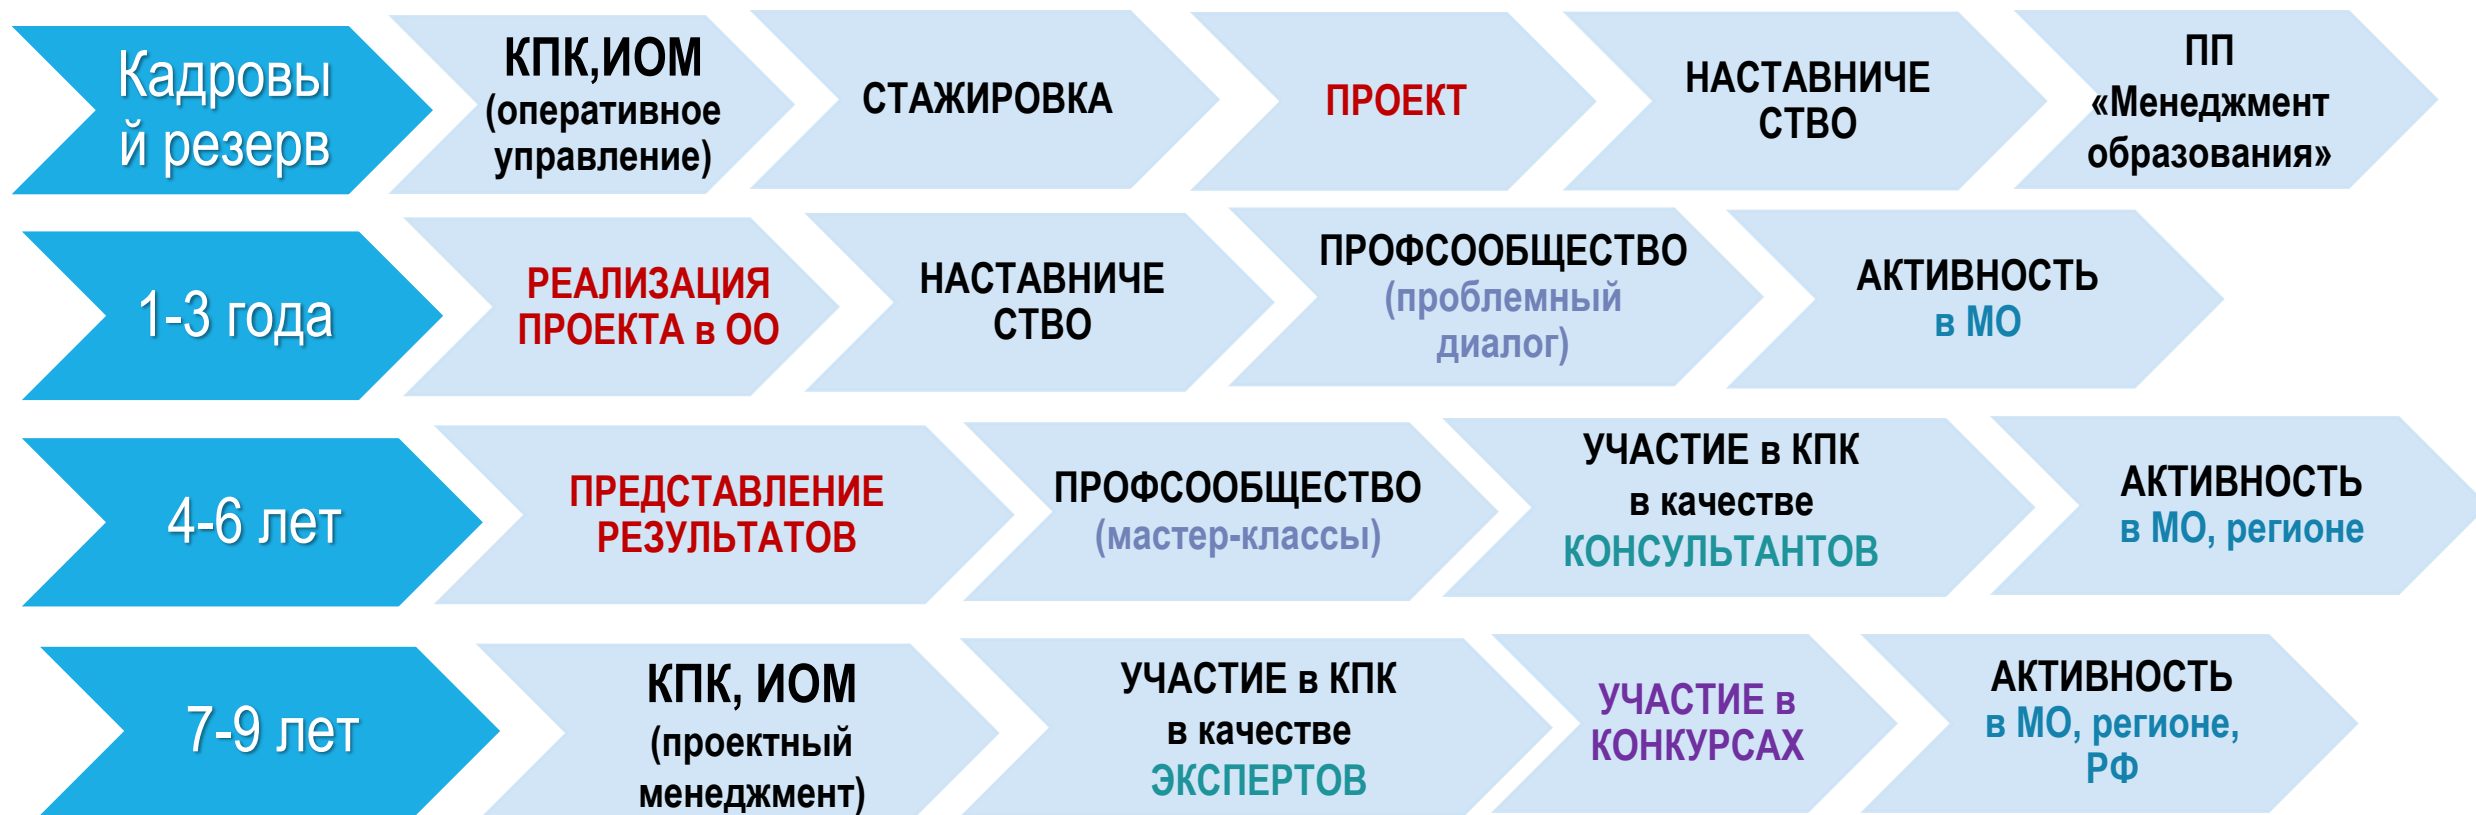 Кадровы
й резерв
КПК,ИОМ
(оперативное
управление)
СТАЖИРОВКА
ПРОЕКТ
НАСТАВНИЧЕ
СТВО
ПП
«Менеджмент
образования»
1-3 года
РЕАЛИЗАЦИЯ
ПРОЕКТА в ОО
НАСТАВНИЧЕ
СТВО
ПРОФСООБЩЕСТВО
(проблемный
диалог)
АКТИВНОСТЬ
в МО
4-6 лет
ПРЕДСТАВЛЕНИЕ
РЕЗУЛЬТАТОВ
ПРОФСООБЩЕСТВО
(мастер-классы)
УЧАСТИЕ в КПК
в качестве
КОНСУЛЬТАНТОВ
АКТИВНОСТЬ
в МО, регионе
7-9 лет
КПК, ИОМ
(проектный
менеджмент)
УЧАСТИЕ в КПК
в качестве
ЭКСПЕРТОВ
УЧАСТИЕ в
КОНКУРСАХ
АКТИВНОСТЬ
в МО, регионе,
РФ